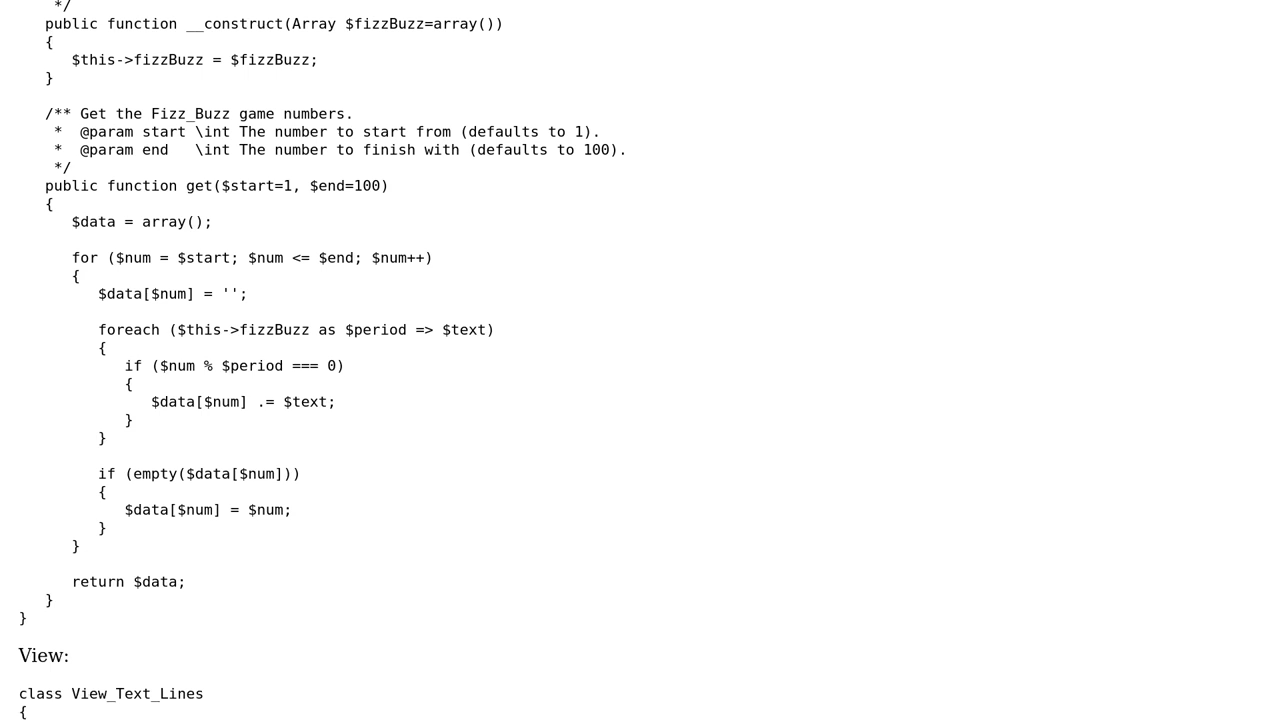 */
   public function __construct(Array $fizzBuzz=array())
   {
      $this->fizzBuzz = $fizzBuzz;
   }

   /** Get the Fizz_Buzz game numbers.
    *  @param start \int The number to start from (defaults to 1).
    *  @param end   \int The number to finish with (defaults to 100).
    */
   public function get($start=1, $end=100)
   {
      $data = array();

      for ($num = $start; $num <= $end; $num++)
      {
         $data[$num] = '';

         foreach ($this->fizzBuzz as $period => $text)
         {
            if ($num % $period === 0)
            {
               $data[$num] .= $text;
            }
         }

         if (empty($data[$num]))
         {
            $data[$num] = $num;
         }
      }

      return $data;
   }
}
View:
class View_Text_Lines
{